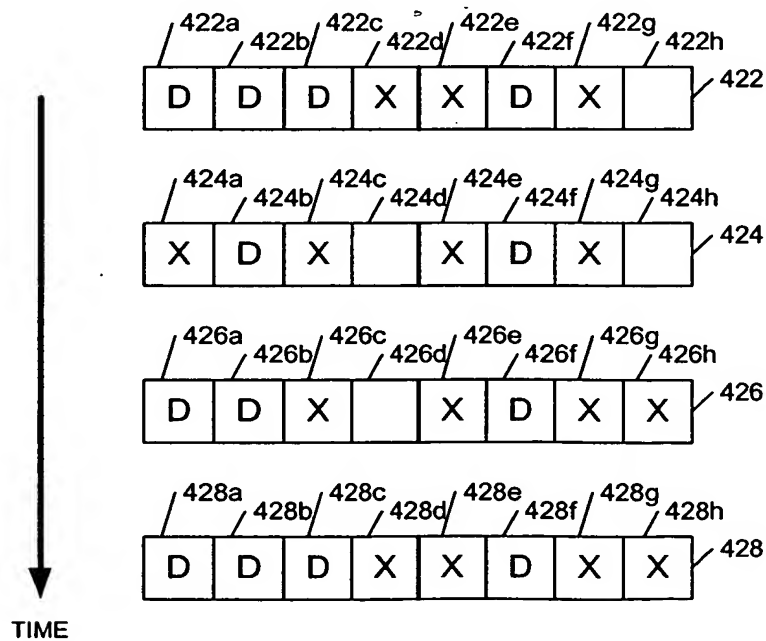 422a 422c 422e 422g
422b 422d 422f 422h
D D D X X D X 422
424a 424c 424e 424g
424b 424d 424f 424h
X D X X D X 424
426a 426c 426e 426g
426b 426d 426f 426h
D D X X D X X 426
428a 428c 428e 428g
428b 428d 428f 428h
D D D X X D X X 428
TIME